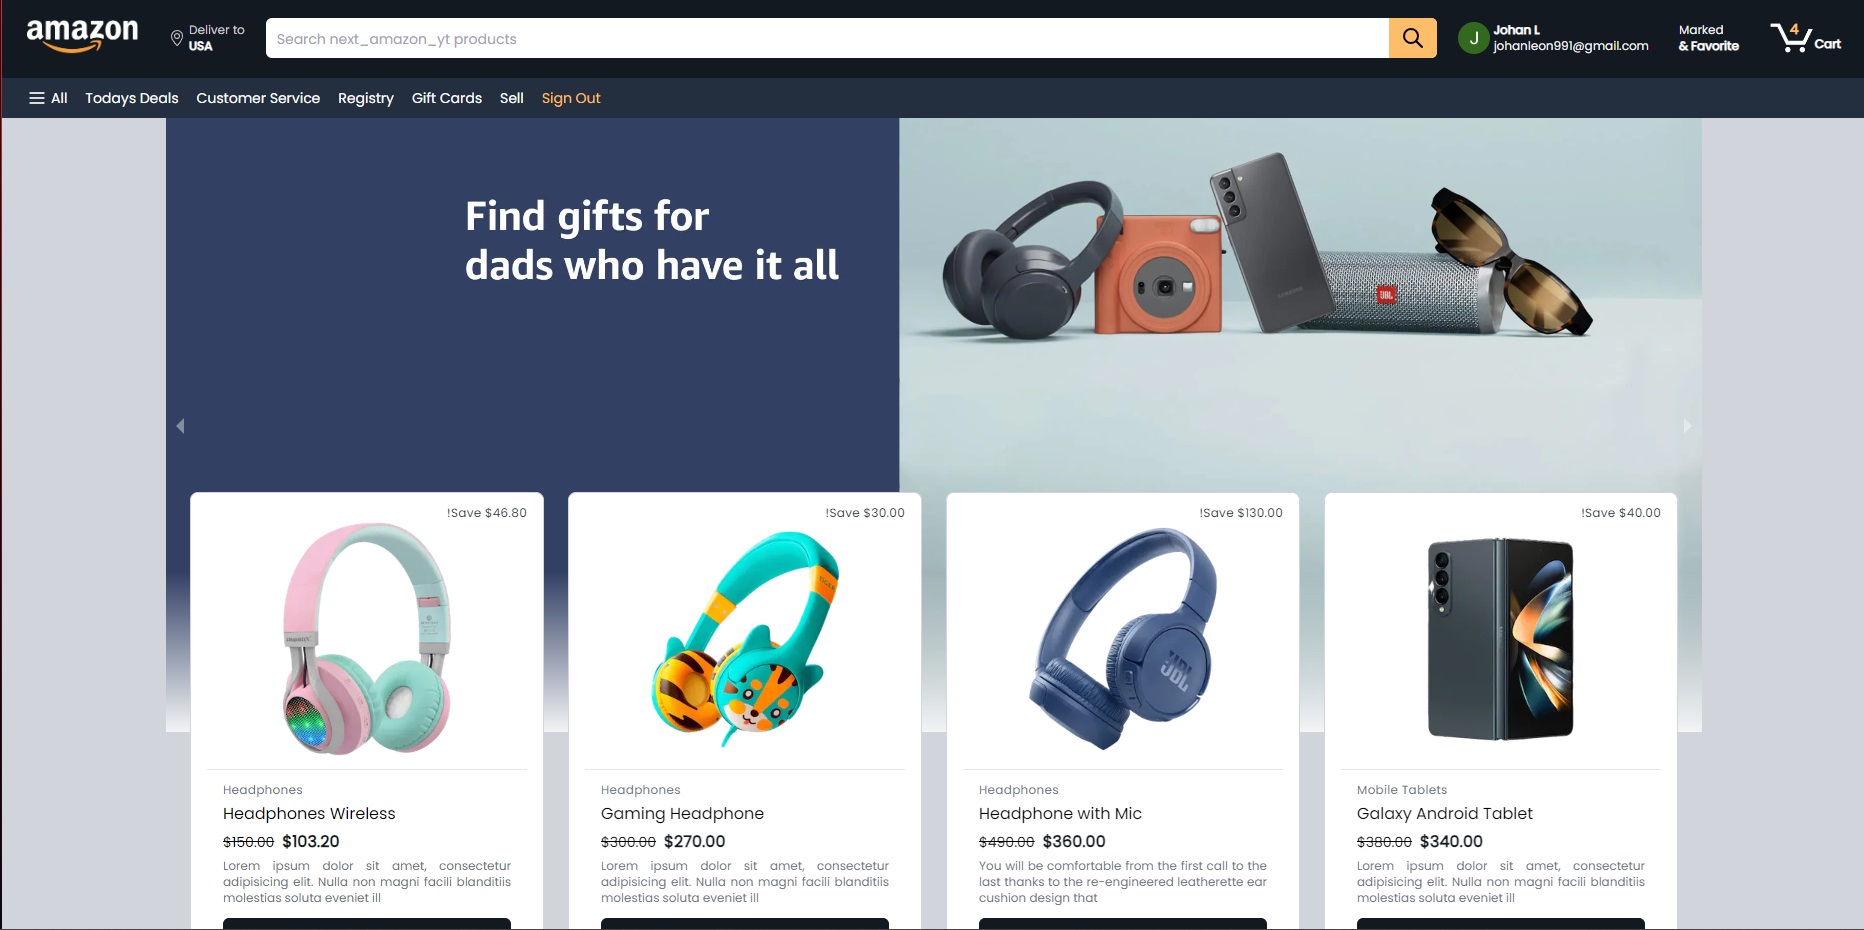 amazon
Deliver to
USA
Search next_amazon_yt products
J
Johan L
johanleon991@gmail.com
Marked
& Favorite
4
Cart
All
Todays Deals
Customer Service
Registry
Gift Cards
Sell
Sign Out
Find gifts for
dads who have it all
SAMSUNG
JBL
!Save $46.80
Headphones
Headphones Wireless
$150.00 $103.20
Lorem ipsum dolor sit amet, consectetur
adipisicing elit. Nulla non magni facili blanditiis
molestias soluta eveniet ill
!Save $30.00
Headphones
Gaming Headphone
$300.00 $270.00
Lorem ipsum dolor sit amet, consectetur
adipisicing elit. Nulla non magni facili blanditiis
molestias soluta eveniet ill
!Save $130.00
JBL
Headphones
Headphone with Mic
$490.00 $360.00
You will be comfortable from the first call to the
last thanks to the re-engineered leatherette ear
cushion design that
!Save $40.00
Mobile Tablets
Galaxy Android Tablet
$380.00 $340.00
Lorem ipsum dolor sit amet, consectetur
adipisicing elit. Nulla non magni facili blanditiis
molestias soluta eveniet ill